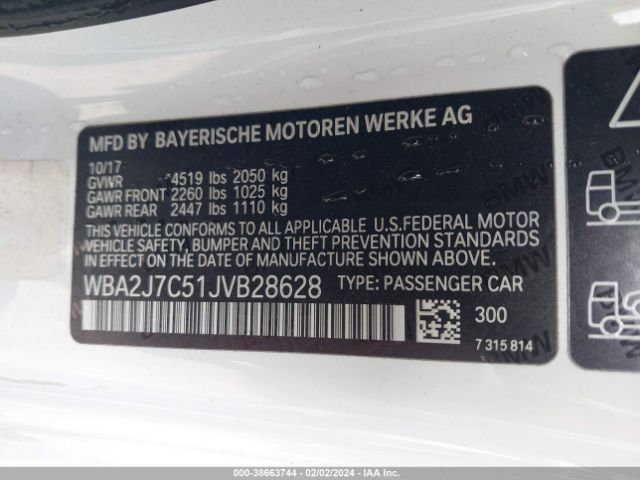 MFD BY BAYERISCHE MOTOREN WERKE AG
10/17
GVWR 4519 lbs 2050 kg
GAWR FRONT 2260 lbs 1025 kg
GAWR REAR 2447 lbs 1110 kg
THIS VEHICLE CONFORMS TO ALL APPLICABLE U.S.FEDERAL MOTOR
VEHICLE SAFETY, BUMPER AND THEFT PREVENTION STANDARDS
IN EFFECT ON THE DATE OF MANUFACTURE SHOWN ABOVE.
WBA2J7C51JVB28628 TYPE: PASSENGER CAR
300
7 315 814
000-38663744 - 02/02/2024 - IAAI.com